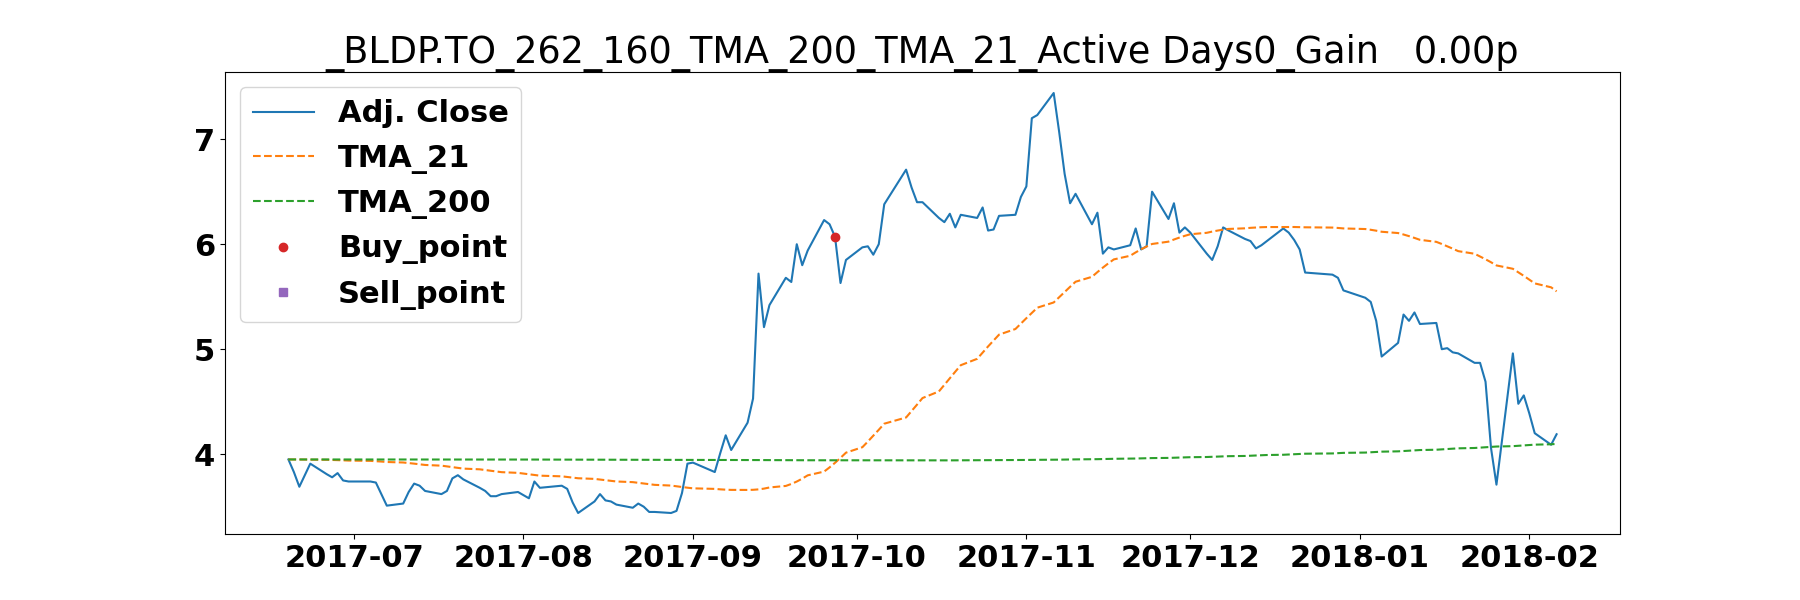 _BLDP.TO_262_160_TMA_200_TMA_21_Active Days0_Gain   0.00p
Adj. Close
TMA_21
TMA_200
Buy_point
Sell_point
7
6
5
4
2017-07 2017-08 2017-09 2017-10 2017-11 2017-12 2018-01 2018-02